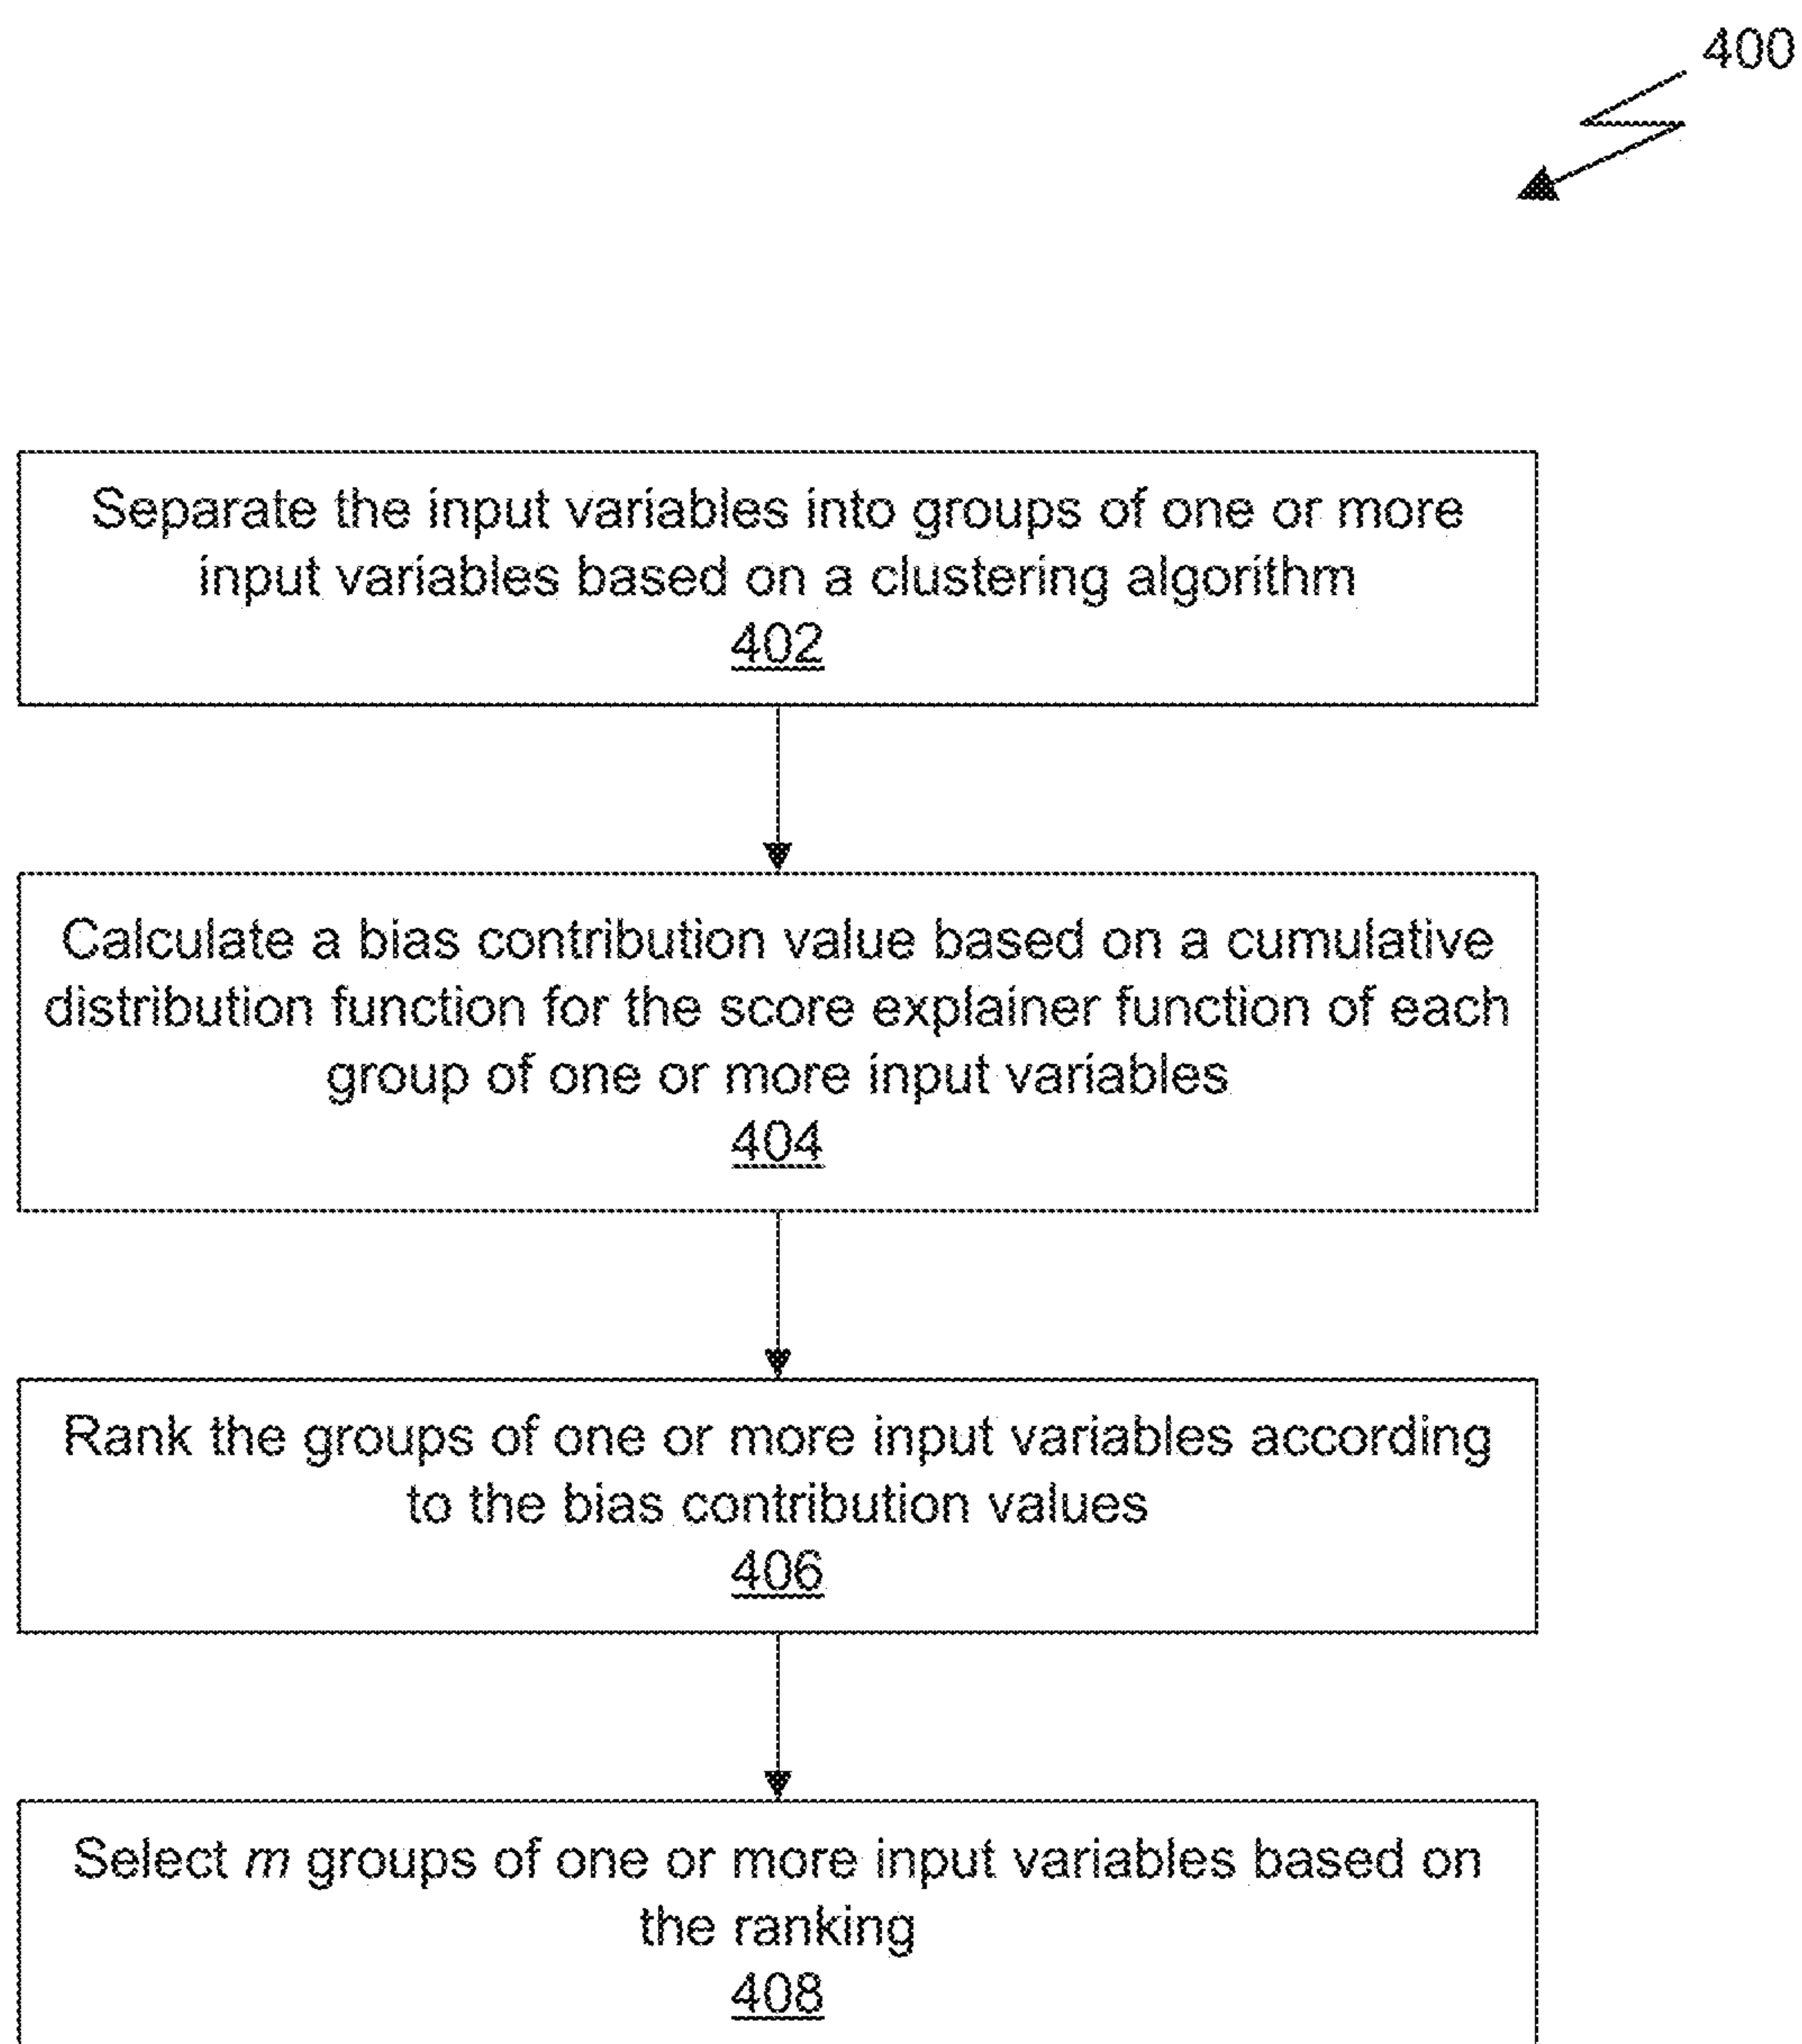 400
Separate the input variables into groups of one or more
input variables based on a clustering algorithm
402
Calculate a bias contribution value based on a cumulative
distribution function for the score explainer function of each
group of one or more input variables
404
Rank the groups of one or more input variables according
to the bias contribution values
406
Select m groups of one or more input variables based on
the ranking
408